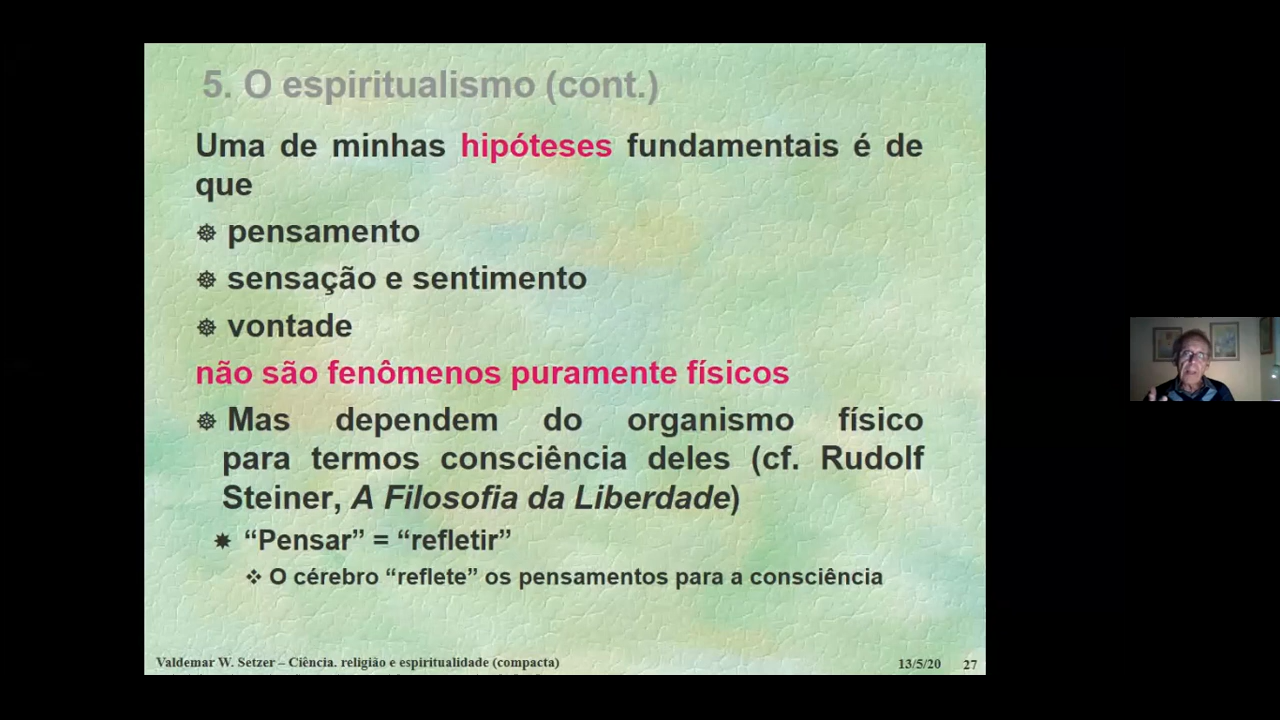 5. O espiritualismo (cont.)
Uma de minhas hipóteses fundamentais é de
que
pensamento
sensação e sentimento
vontade
não são fenômenos puramente físicos
Mas dependem do organismo físico
para termos consciência deles (cf. Rudolf
Steiner, A Filosofia da Liberdade)
“Pensar” = “refletir”
O cérebro “reflete” os pensamentos para a consciência
Valdemar W. Setzer – Ciência. religião e espiritualidade (compacta)
13/5/20 27